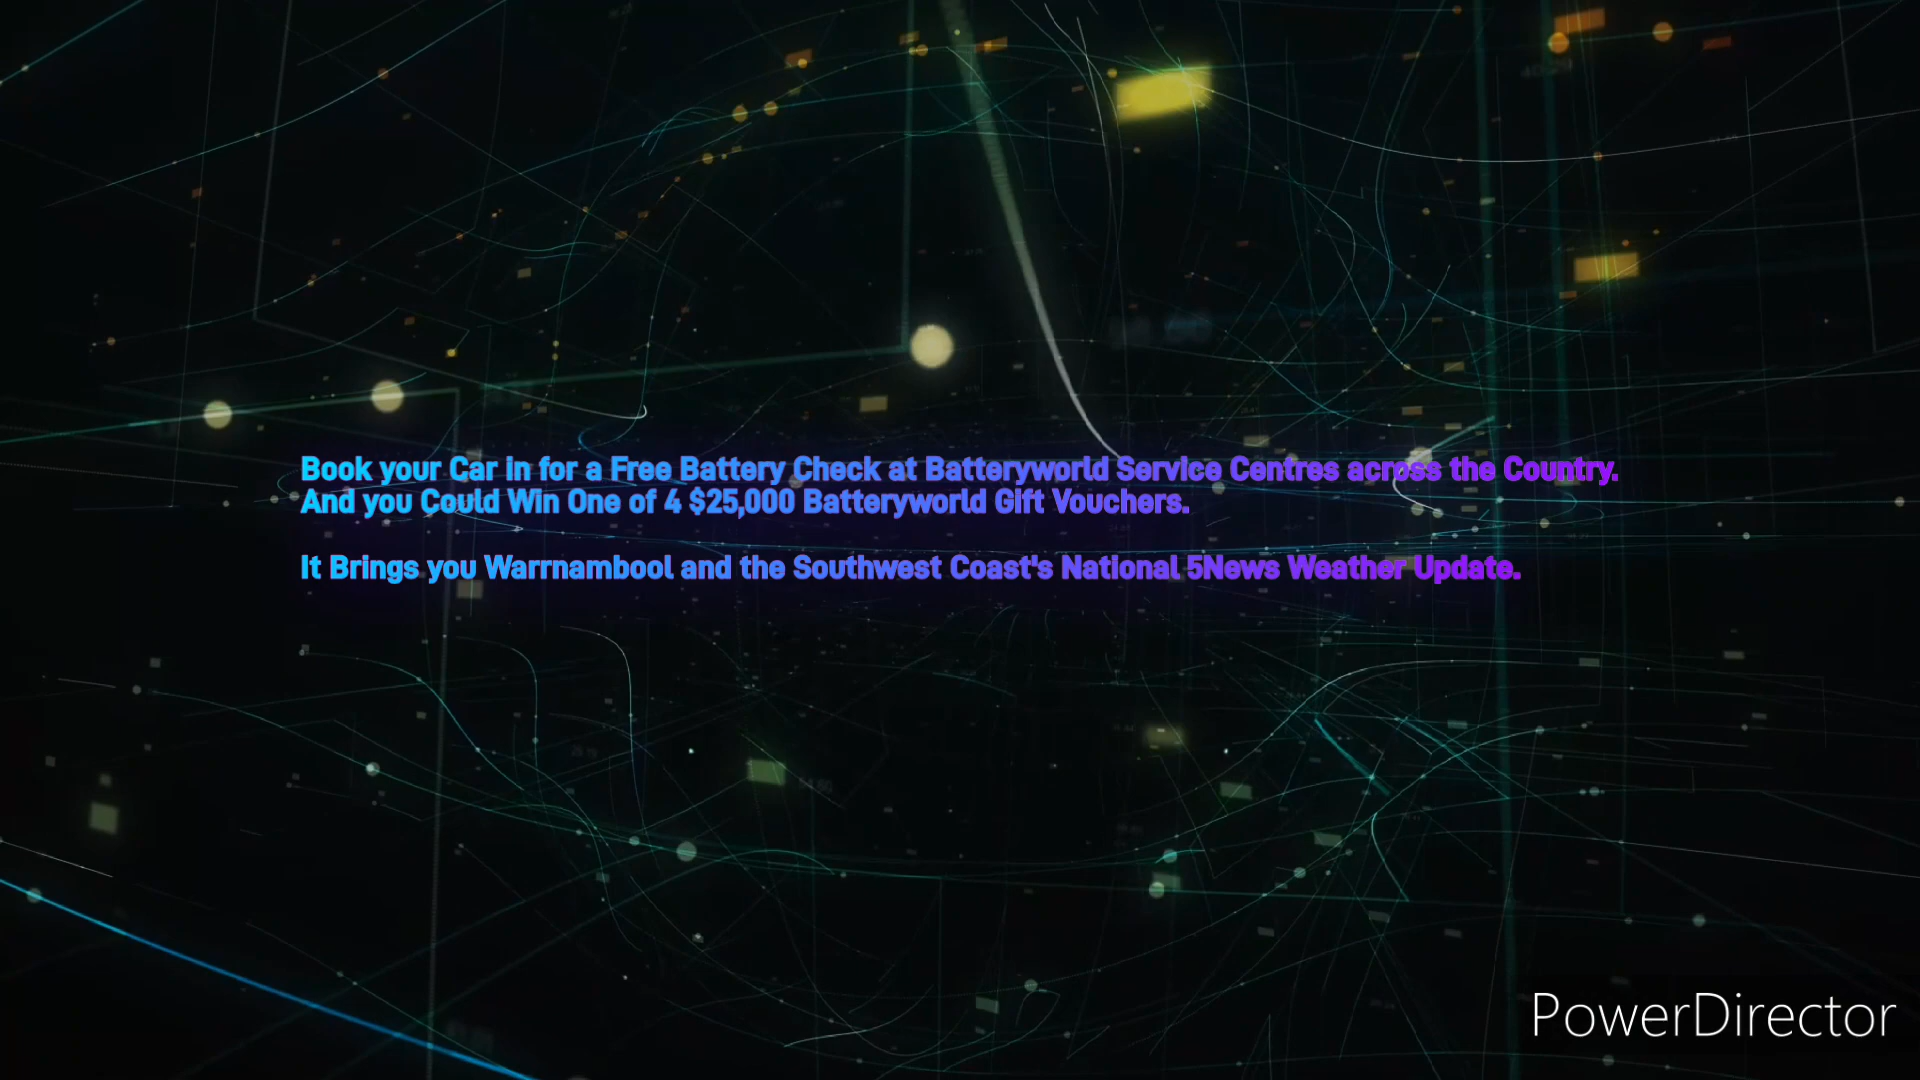 Book your Car in for a Free Battery Check at Batteryworld Service Centres across the Country.
And you Could Win One of 4 $25,000 Batteryworld Gift Vouchers.
It Brings you Warrnambool and the Southwest Coast's National 5News Weather Update.
PowerDirector